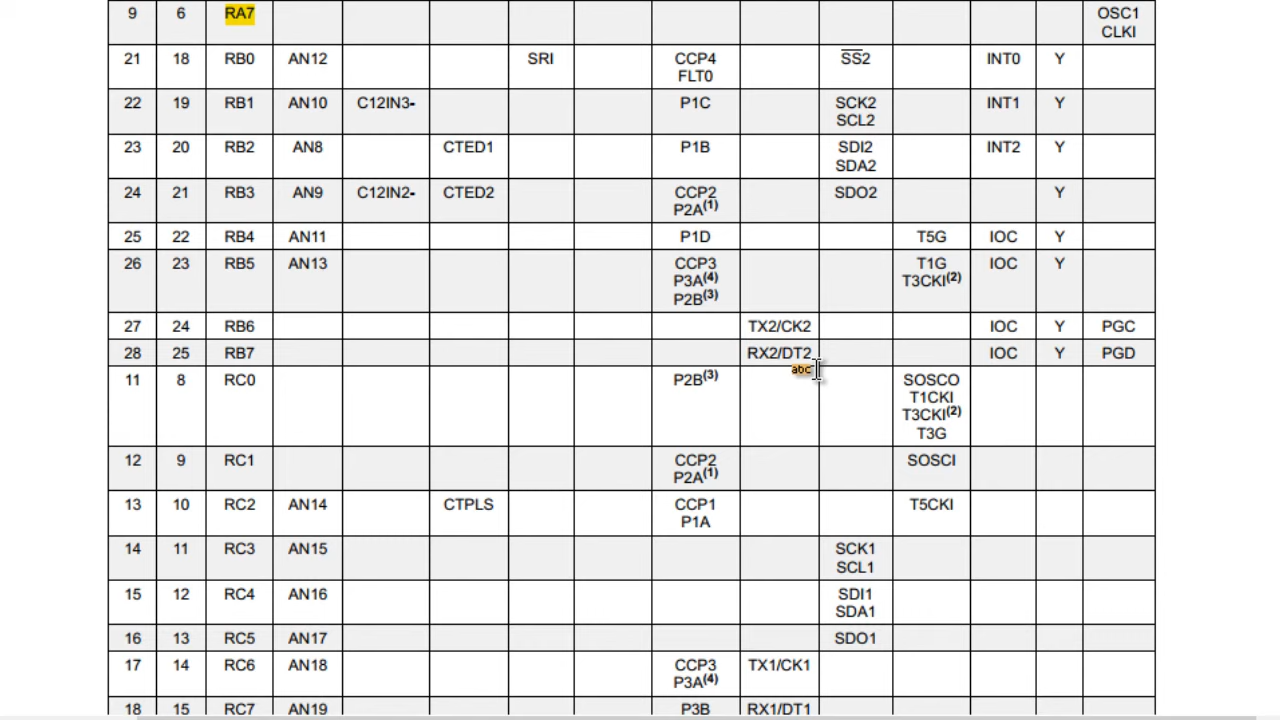 9 6 RA7 OSC1
CLKI
21 18 RB0 AN12 SRI CCP4 SS2 INT0 Y
FLT0
22 19 RB1 AN10 C12IN3- P1C SCK2 INT1 Y
SCL2
23 20 RB2 AN8 CTED1 P1B SDI2 INT2 Y
SDA2
24 21 RB3 AN9 C12IN2- CTED2 CCP2 SDO2 Y
P2A(1)
25 22 RB4 AN11 P1D T5G IOC Y
26 23 RB5 AN13 CCP3 T1G IOC Y
P3A(4) T3CKI(2)
P2B(3)
27 24 RB6 TX2/CK2 IOC Y PGC
28 25 RB7 RX2/DT2 IOC Y PGD
abc
11 8 RC0 P2B(3) SOSCO
T1CKI
T3CKI(2)
T3G
12 9 RC1 CCP2 SOSCI
P2A(1)
13 10 RC2 AN14 CTPLS CCP1 T5CKI
P1A
14 11 RC3 AN15 SCK1
SCL1
15 12 RC4 AN16 SDI1
SDA1
16 13 RC5 AN17 SDO1
17 14 RC6 AN18 CCP3 TX1/CK1
P3A(4)
18 15 RC7 AN19 P3B RX1/DT1